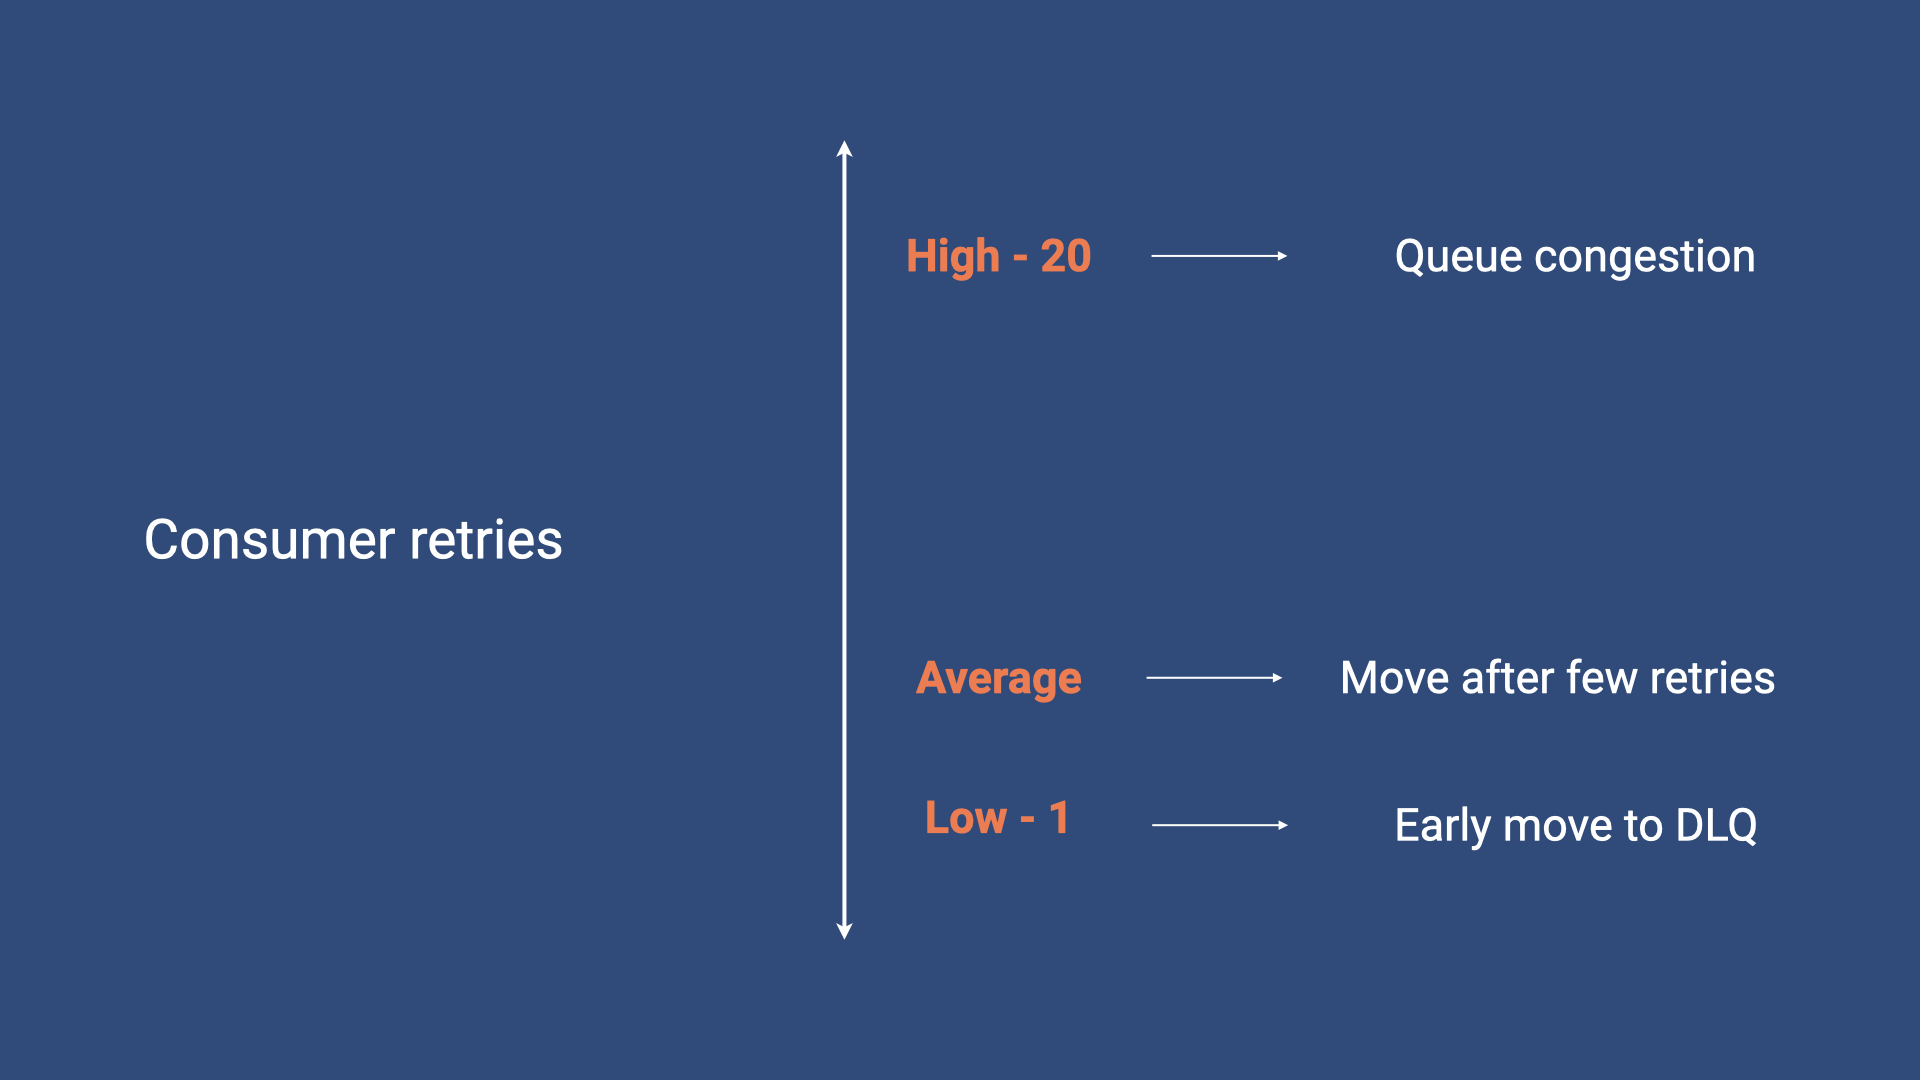 High - 20
Queue congestion
Consumer retries
Average
Move after few retries
Low - 1
Early move to DLQ